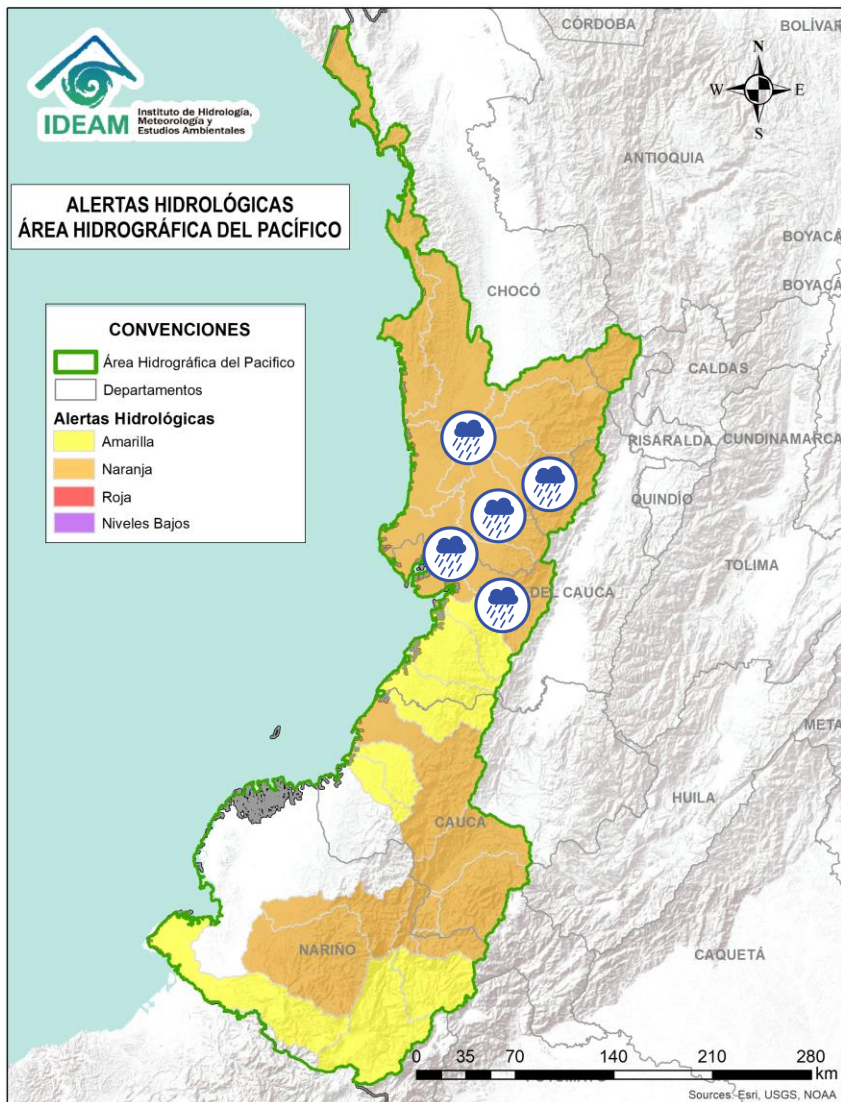 CÓRDOBA
BOLÍVAR
N
W
E
S
IDEAM
Instituto de Hidrología,
Meteorología y
Estudios Ambientales
ANTIOQUIA
ALERTAS HIDROLÓGICAS
ÁREA HIDROGRÁFICA DEL PACÍFICO
BOYACÁ
BOYACÁ
CHOCÓ
CONVENCIONES
Área Hidrográfica del Pacifico
Departamentos
Alertas Hidrológicas
Amarilla
Naranja
Roja
Niveles Bajos
CALDAS
RISARALDA
CUNDINAMARCA
QUINDÍO
TOLIMA
DEL CAUCA
META
HUILA
CAUCA
NARIÑO
CAQUETÁ
0 35 70 140 210 280
km
Sources: Esri, USGS, NOAA